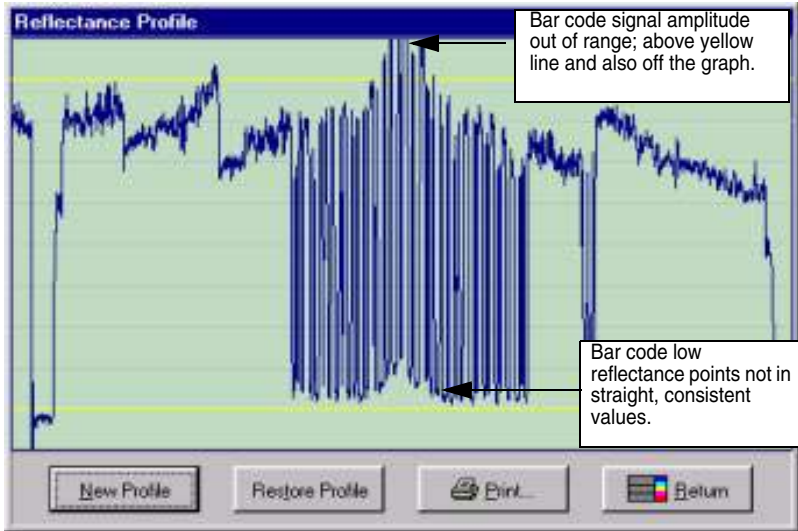 Reflectance Profile
Bar code signal amplitude
out of range; above yellow
line and also off the graph.
Bar code low
reflectance points not in
straight, consistent
values.
New Profile
Restore Profile
Print...
Return